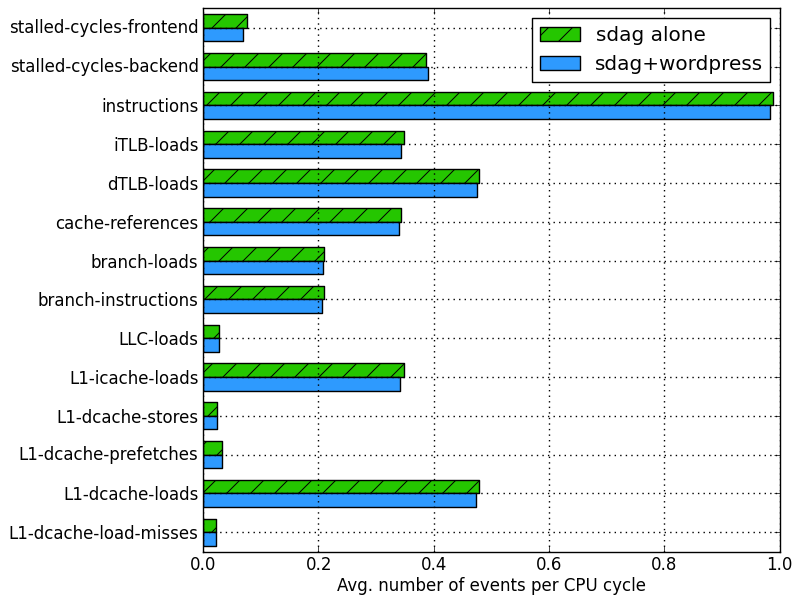 stalled-cycles-frontend
stalled-cycles-backend
instructions
iTLB-loads
dTLB-loads
cache-references
branch-loads
branch-instructions
LLC-loads
L1-icache-loads
L1-dcache-stores
L1-dcache-prefetches
L1-dcache-loads
L1-dcache-load-misses
sdag alone
sdag+wordpress
0.0 0.2 0.4 0.6 0.8 1.0
Avg. number of events per CPU cycle